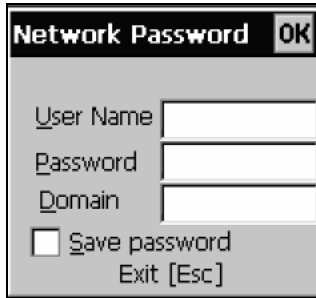 Network Password OK
User Name
Password
Domain
Save password
Exit [Esc]